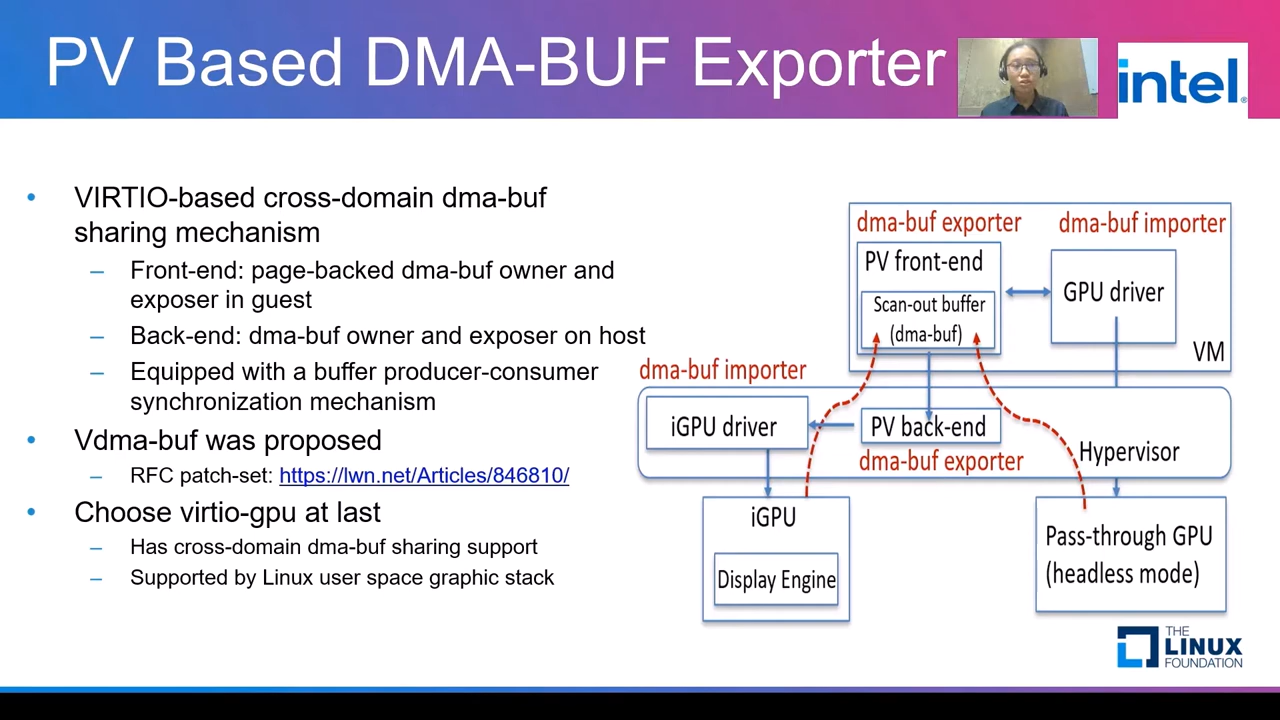 PV Based DMA-BUF Exporter
intel.
• VIRTIO-based cross-domain dma-buf
sharing mechanism
– Front-end: page-backed dma-buf owner and
exposer in guest
– Back-end: dma-buf owner and exposer on host
– Equipped with a buffer producer-consumer
synchronization mechanism
• Vdma-buf was proposed
– RFC patch-set: https://lwn.net/Articles/846810/
• Choose virtio-gpu at last
– Has cross-domain dma-buf sharing support
– Supported by Linux user space graphic stack
dma-buf exporter
dma-buf importer
PV front-end
Scan-out buffer
(dma-buf)
GPU driver
VM
dma-buf importer
iGPU driver
PV back-end
dma-buf exporter
Hypervisor
iGPU
Display Engine
Pass-through GPU
(headless mode)
THE
LINUX
FOUNDATION